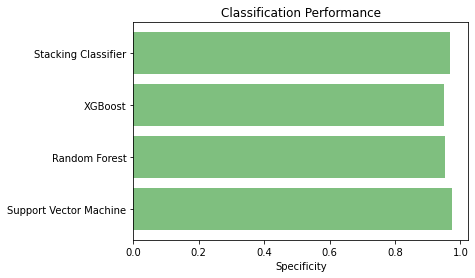 Classification Performance
Stacking Classifier
XGBoost
Random Forest
Support Vector Machine
0.0 0.2 0.4 0.6 0.8 1.0
Specificity